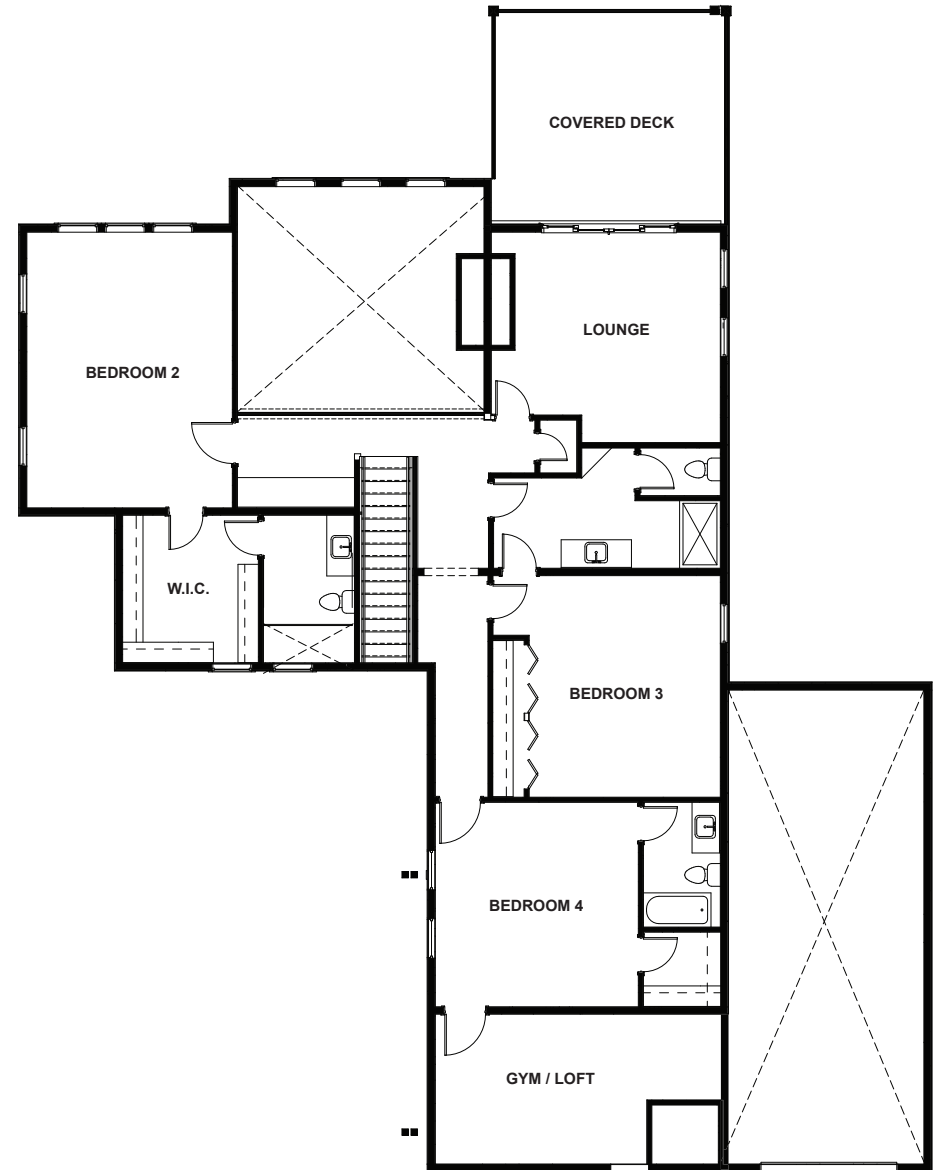 COVERED DECK
LOUNGE
BEDROOM 2
W.I.C.
BEDROOM 3
BEDROOM 4
GYM / LOFT